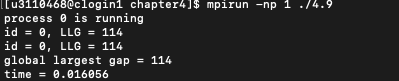 [[u3110468@clogin1 chapter4]$ mpirun -np 1 ./4.9
process 0 is running
id = 0, LLG = 114
id = 0, LLG = 114
global largest gap = 114
time = 0.016056